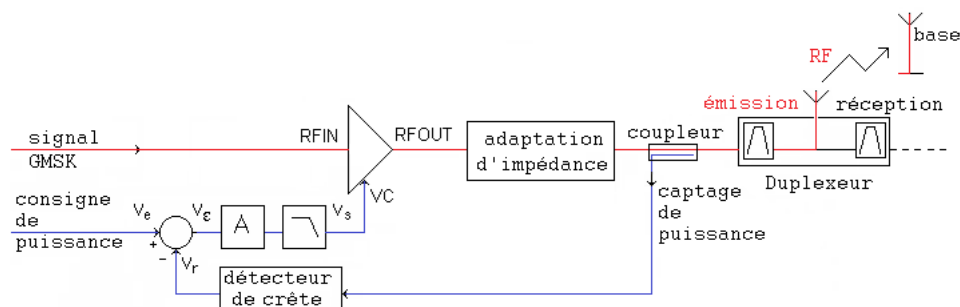 base
RF
émission
réception
signal
GMSK
RFIN
RFOUT
adaptation
d'impédance
coupleur
Duplexeur
VC
captage
de
puissance
consigne
de
puissance
Ve
+
-
Vε
A
Vs
Vr
détecteur
de crête